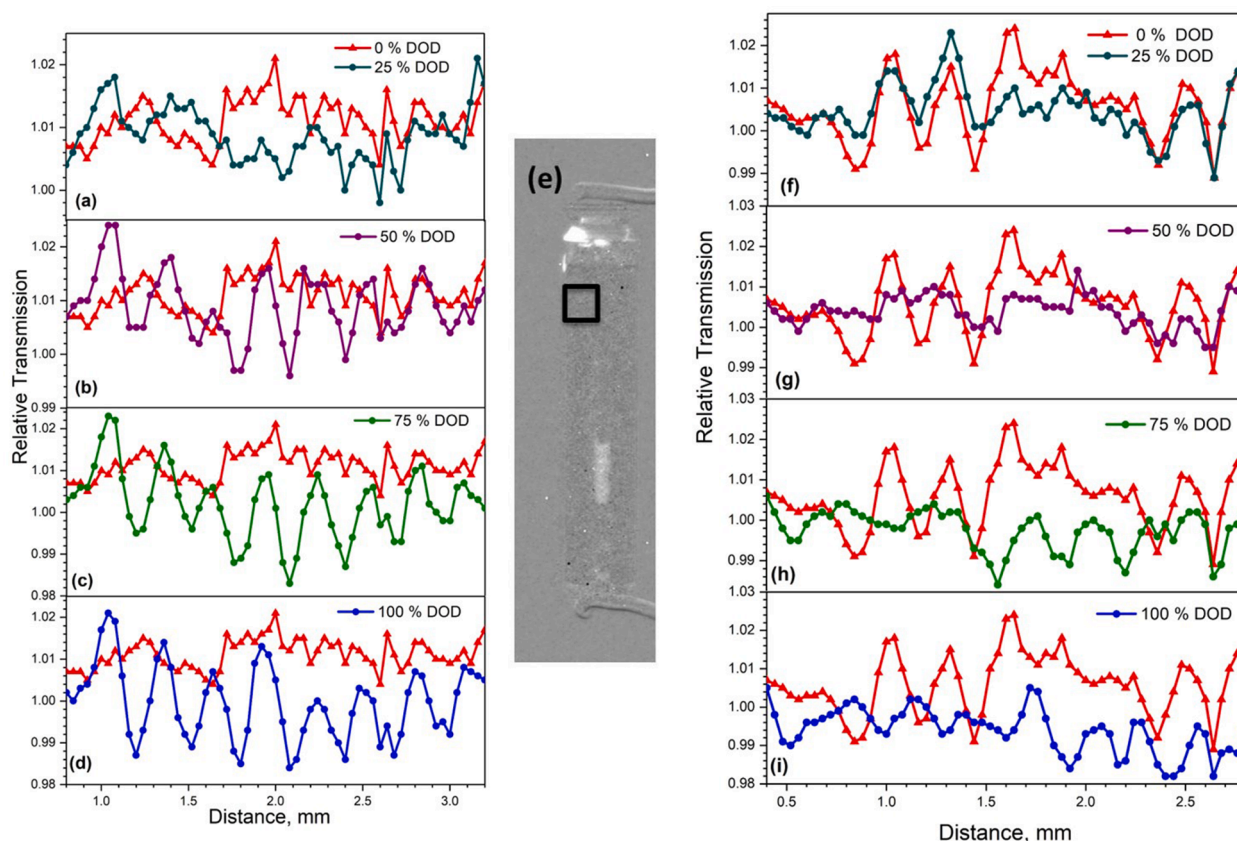 0 % DOD
25 % DOD
1.02
1.01
1.00
(a)
50 % DOD
1.02
1.01
1.00
0.99
(b)
75 % DOD
1.02
1.01
1.00
0.99
0.98
(c)
100 % DOD
1.02
1.01
1.00
0.99
0.98
(d)
Relative Transmission
1.0 1.5 2.0 2.5 3.0
Distance, mm
(e)
0 % DOD
25 % DOD
1.02
1.01
1.00
0.99
1.03
(f)
50 % DOD
1.02
1.01
1.00
0.99
1.03
(g)
75 % DOD
1.02
1.01
1.00
0.99
1.03
(h)
100 % DOD
1.02
1.01
1.00
0.99
0.98
(i)
Relative Transmission
0.5 1.0 1.5 2.0 2.5
Distance, mm